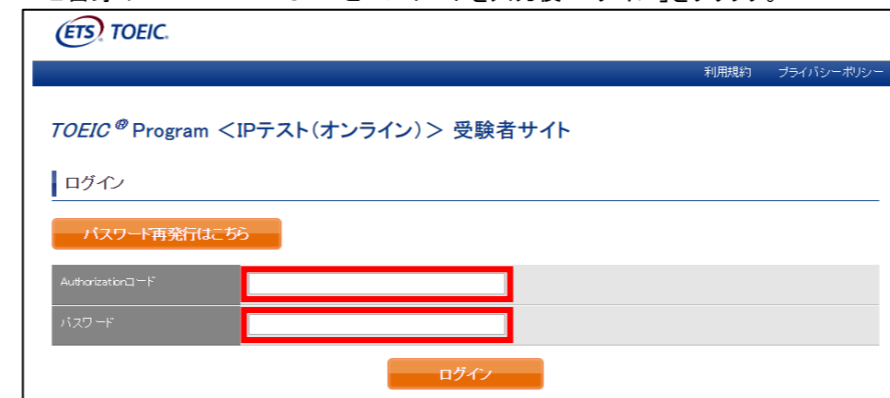 ETS TOEIC.
利用規約 プライバシーポリシー
TOEIC® Program <IPテスト(オンライン)> 受験者サイト
ログイン
パスワード再発行はこちら
Authorizationコード
パスワード
ログイン